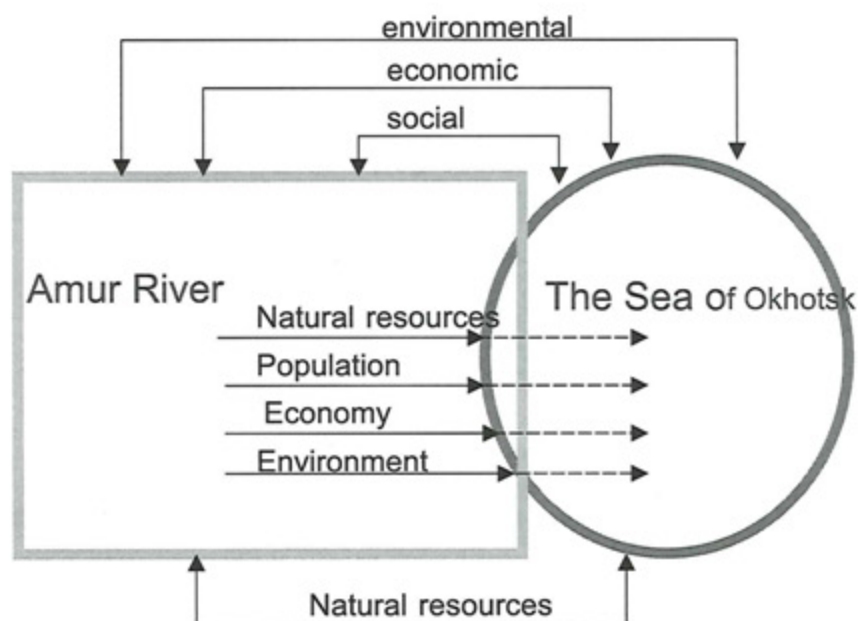 environmental
economic
social
Amur River
The Sea of Okhotsk
Natural resources
Population
Economy
Environment
Natural resources